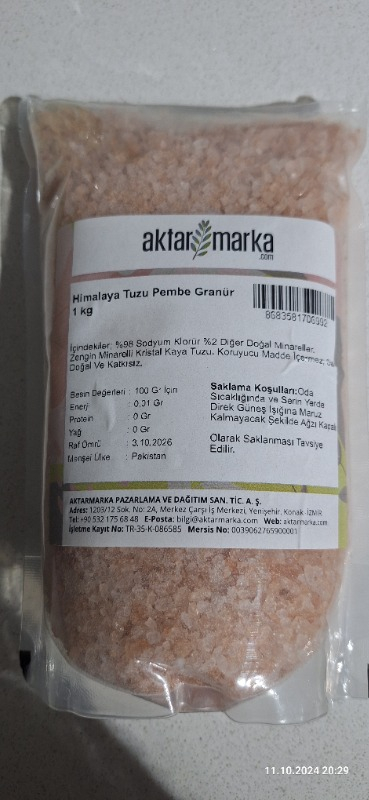 aktarmarka
.com
Himalaya Tuzu Pembe Granür
1 kg
İçindekiler: %98 Sodyum Klorür %2 Diğer Doğal Minareller,
Zengin Minarelli Kristal Kaya Tuzu. Koruyucu Madde İçermez,
Doğal Ve Katkısız.
Besin Değerleri : 100 Gr İçin
Enerji : 0.01 Gr
Protein : 0 Gr
Yağ : 0 Gr
Raf Ömrü : 3.10.2026
Menşei Ülke : Pakistan
Saklama Koşulları:Oda
Sıcaklığında ve Serin Yerde
Direk Güneş Işığına Maruz
Kalmayacak Şekilde Ağzı Kapalı
Olarak Saklanması Tavsiye
Edilir.
AKTARMARKA PAZARLAMA VE DAĞITIM SAN. TİC. A. Ş.
Adres: 1203/12 Sok. No: 2A, Merkez Çarşı İş Merkezi, Yenişehir, Konak -İZMİR
Tel: +90 532 175 68 48 E-Posta: bilgi@aktarmarka.com Web: aktarmarka.com
İşletme Kayıt No: TR-35-K-086585 Mersis No: 0039062765900003
11.10.2024 20:29